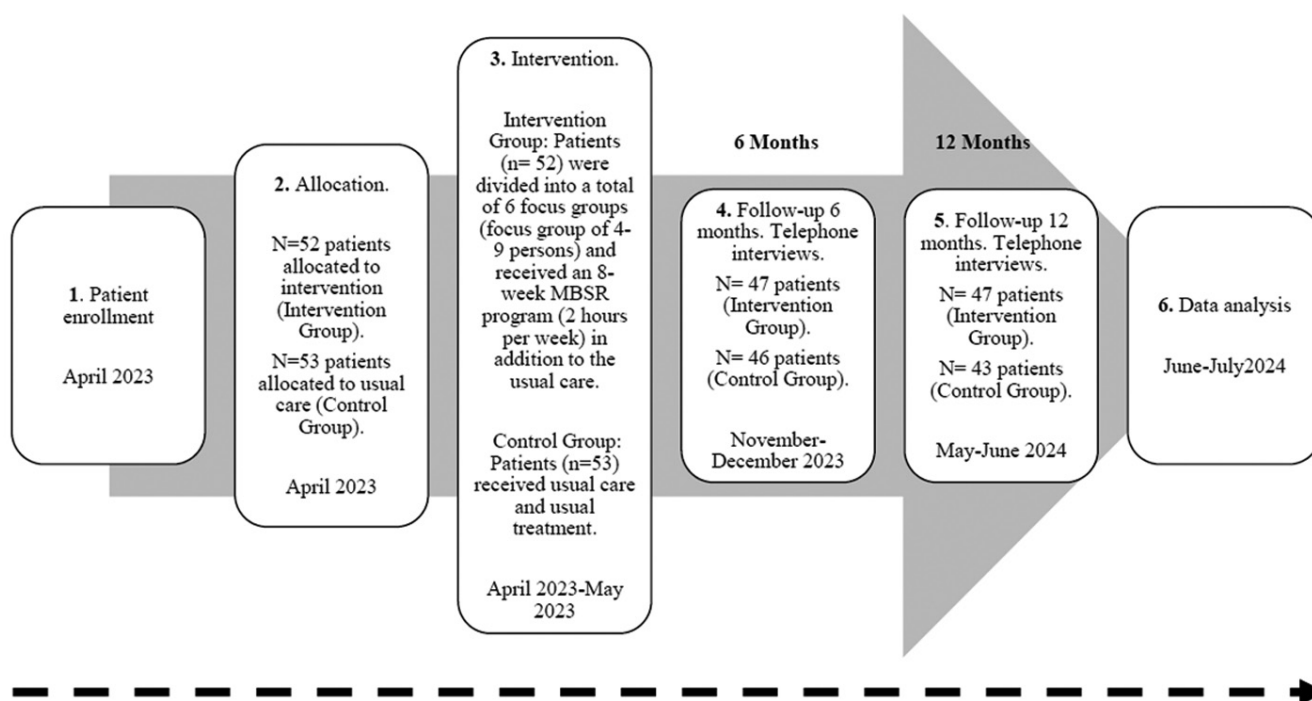 1. Patient
enrollment
April 2023
2. Allocation.
N=52 patients
allocated to
intervention
(Intervention
Group).
N=53 patients
allocated to usual
care (Control
Group).
April 2023
3. Intervention.
Intervention
Group: Patients
(n= 52) were
divided into a total
of 6 focus groups
(focus group of 4-
9 persons) and
received an 8-
week MBSR
program (2 hours
per week) in
addition to the
usual care.
Control Group:
Patients (n=53)
received usual care
and usual
treatment.
April 2023-May
2023
6 Months
4. Follow-up 6
months. Telephone
interviews.
N= 47 patients
(Intervention
Group).
N= 46 patients
(Control Group).
November-
December 2023
12 Months
5. Follow-up 12
months. Telephone
interviews.
N= 47 patients
(Intervention
Group).
N= 43 patients
(Control Group).
May-June 2024
6. Data analysis
June-July2024